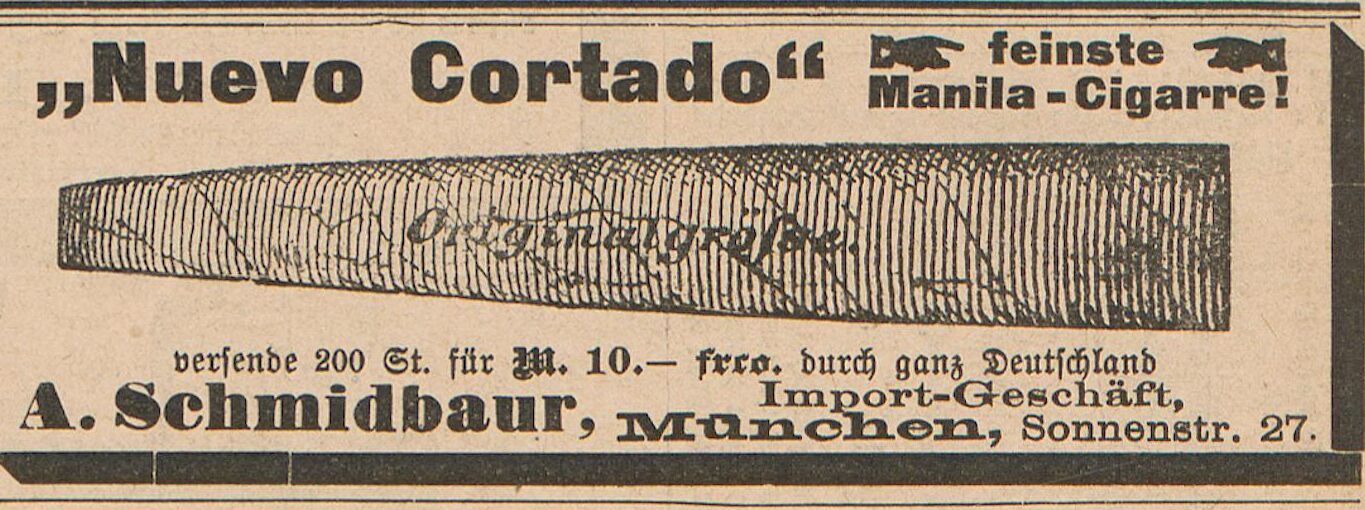 „Nuevo Cortado“
feinste
Manila-Cigarre!
Originalgröße.
versende 200 St. für M. 10.— frco. durch ganz Deutschland
A. Schmidbaur,
Import-Geschäft,
München, Sonnenstr. 27.